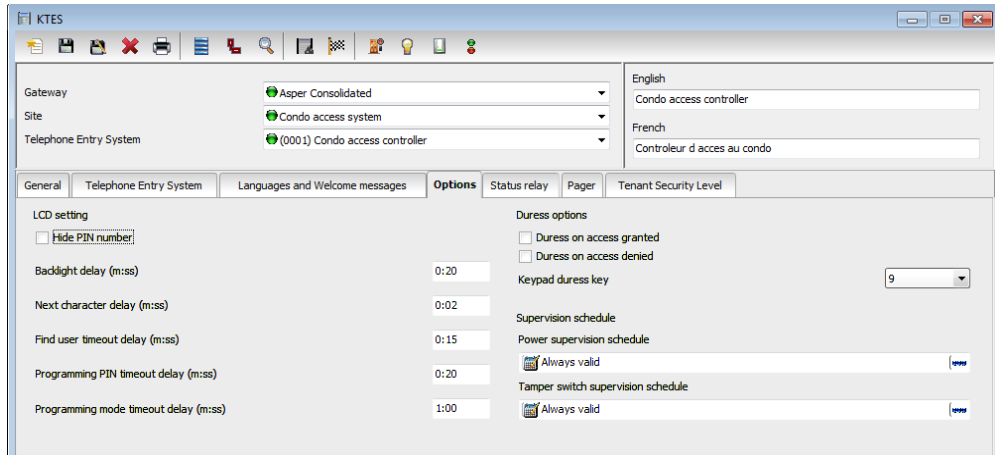 KTES
Gateway
Asper Consolidated
Site
Condo access system
Telephone Entry System
(0001) Condo access controller
English
Condo access controller
French
Controleur d acces au condo
General
Telephone Entry System
Languages and Welcome messages
Options
Status relay
Pager
Tenant Security Level
LCD setting
Hide PIN number
Backlight delay (m:ss)
0:20
Next character delay (m:ss)
0:02
Find user timeout delay (m:ss)
0:15
Programming PIN timeout delay (m:ss)
0:20
Programming mode timeout delay (m:ss)
1:00
Duress options
Duress on access granted
Duress on access denied
Keypad duress key
9
Supervision schedule
Power supervision schedule
Always valid
Tamper switch supervision schedule
Always valid